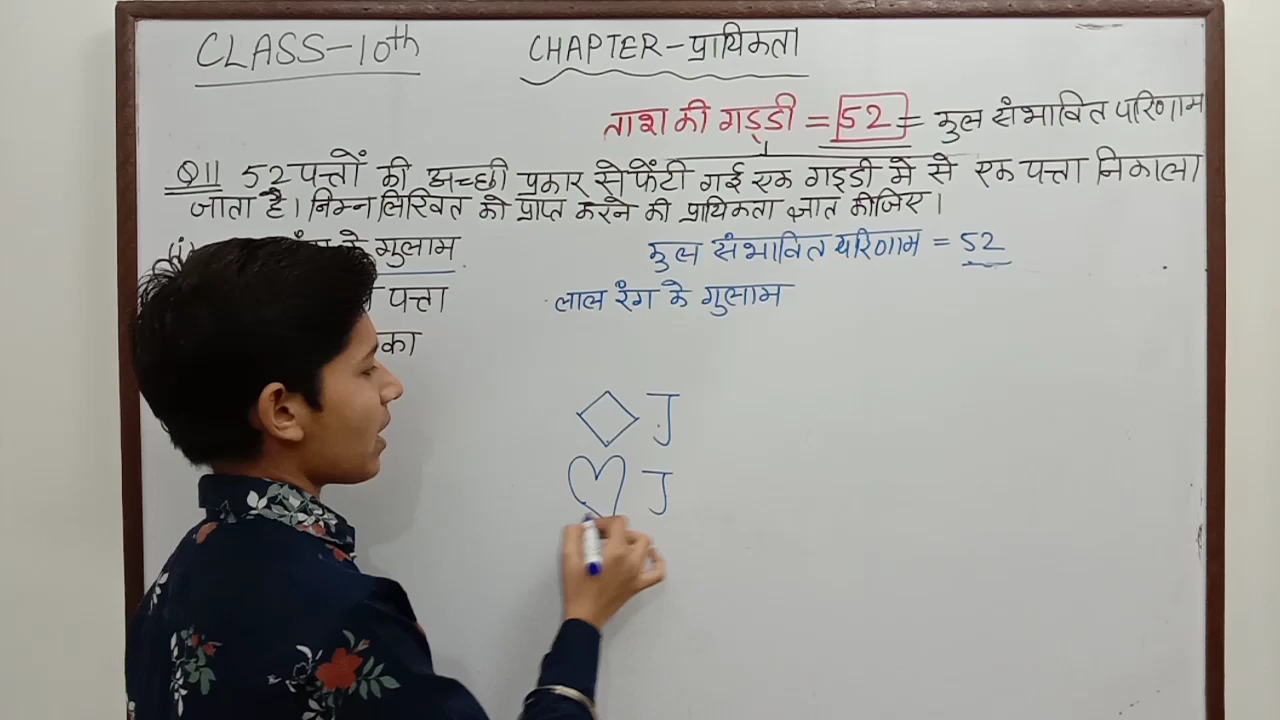 CLASS-10th
CHAPTER-प्रायिकता
ताश की गड्डी = 52 = कुल संभावित परिणाम
Q11 52 पत्तों की अच्छी प्रकार से फेंटी गई एक गड्डी में से एक पत्ता निकाला
जाता है। निम्नलिखित को प्राप्त करने की प्रायिकता ज्ञात कीजिए।
के गुलाम
कुल संभावित परिणाम = 52
पत्ता
लाल रंग के गुलाम
का
J
J